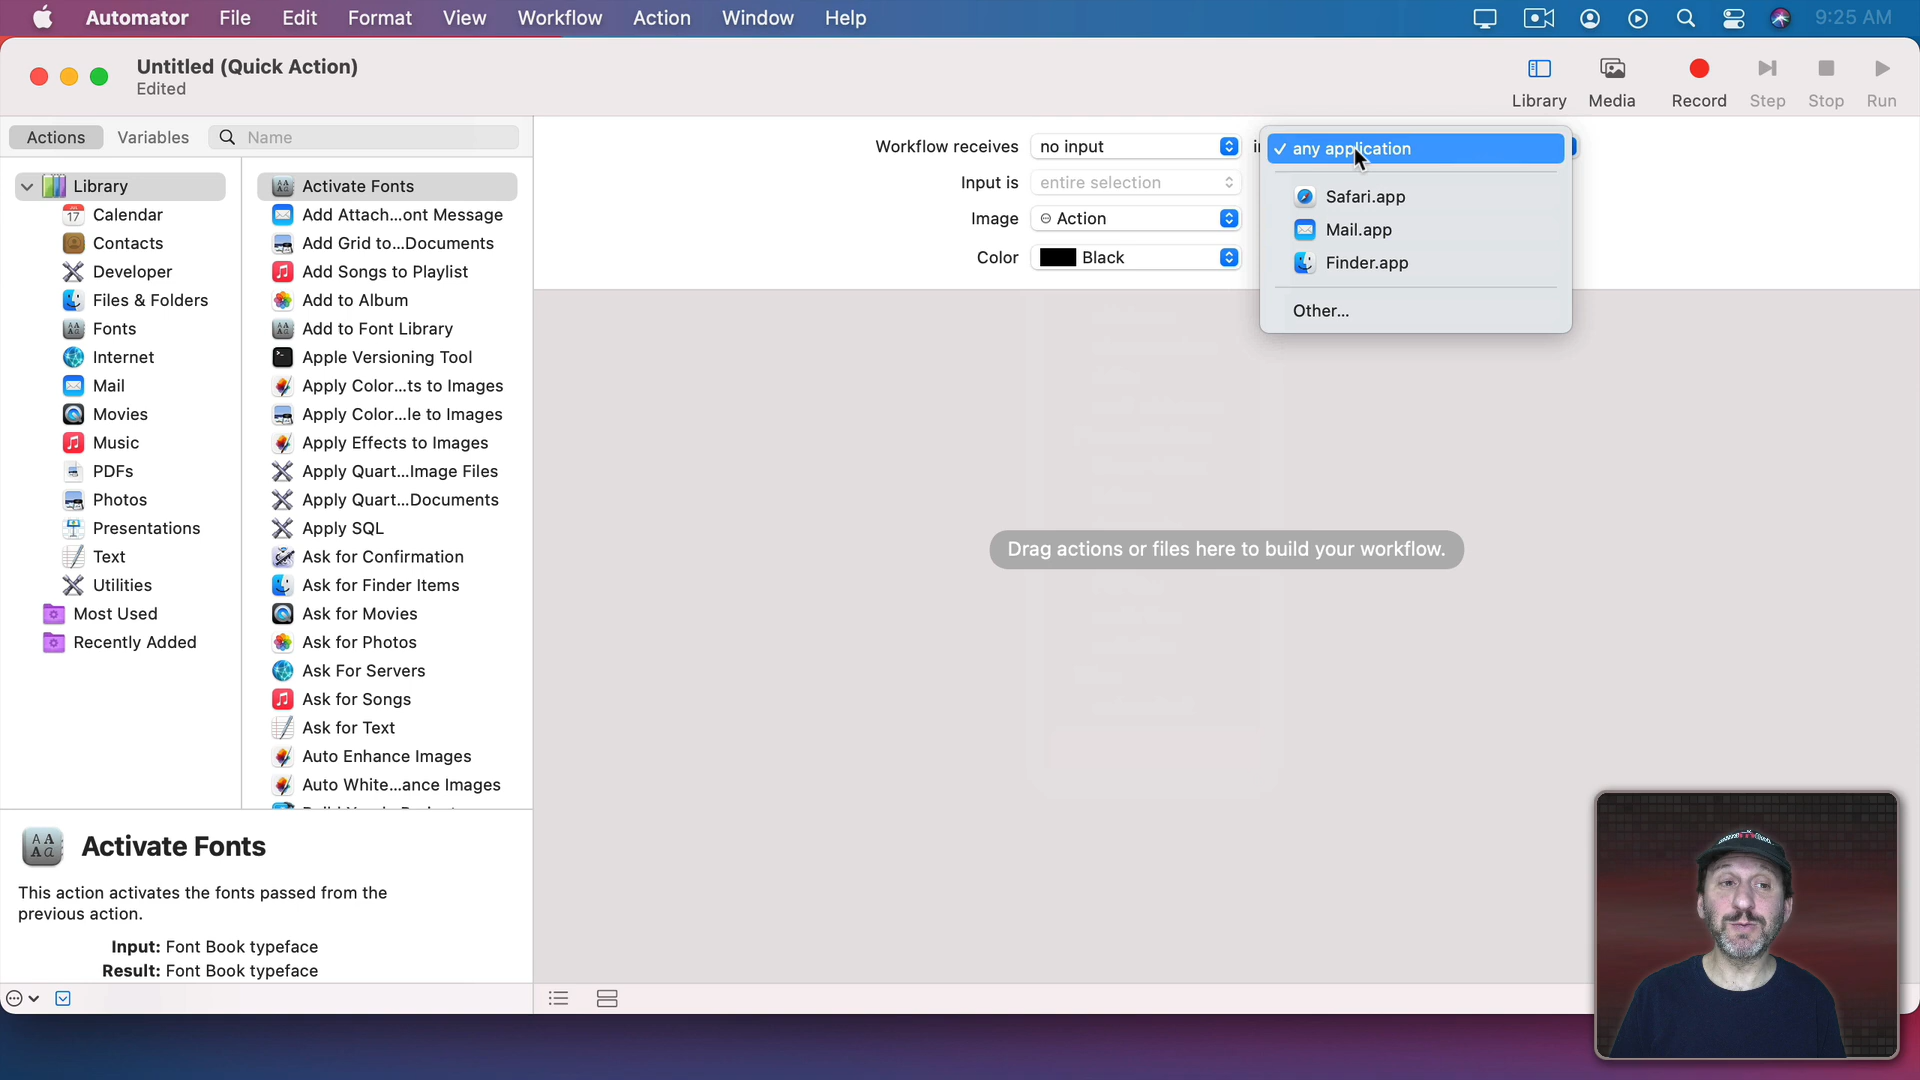 Automator File Edit Format View Workflow Action Window Help 9:25 AM
Untitled (Quick Action)
Edited
Library Media Record Step Stop Run
Actions Variables Name
Workflow receives no input any application
Input is entire selection
Image Action
Color Black
Safari.app
Mail.app
Finder.app
Other...
Library
17 Calendar
Contacts
Developer
Files & Folders
Fonts
Internet
Mail
Movies
Music
PDFs
Photos
Presentations
Text
Utilities
Most Used
Recently Added
Activate Fonts
Add Attach...ont Message
Add Grid to...Documents
Add Songs to Playlist
Add to Album
Add to Font Library
Apple Versioning Tool
Apply Color...ts to Images
Apply Color...le to Images
Apply Effects to Images
Apply Quart...Image Files
Apply Quart...Documents
Apply SQL
Ask for Confirmation
Ask for Finder Items
Ask for Movies
Ask for Photos
Ask For Servers
Ask for Songs
Ask for Text
Auto Enhance Images
Auto White...ance Images
Drag actions or files here to build your workflow.
Activate Fonts
This action activates the fonts passed from the
previous action.
Input: Font Book typeface
Result: Font Book typeface